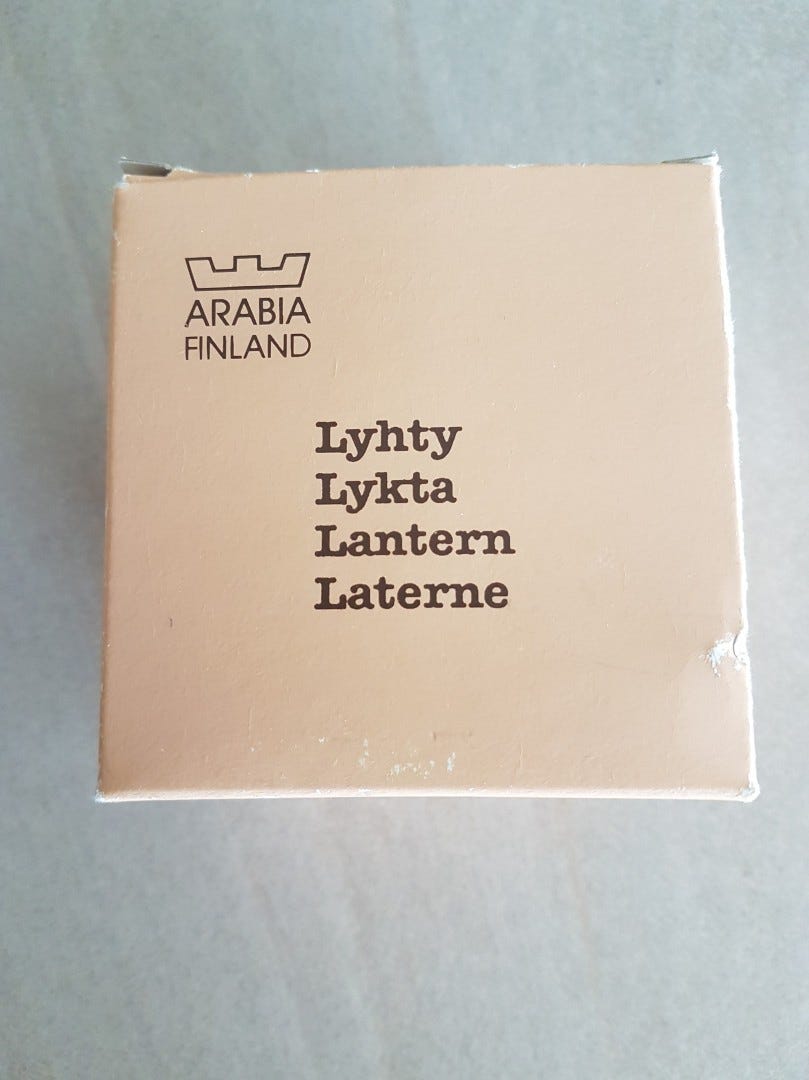 ARABIA
FINLAND
Lyhty
Lykta
Lantern
Laterne